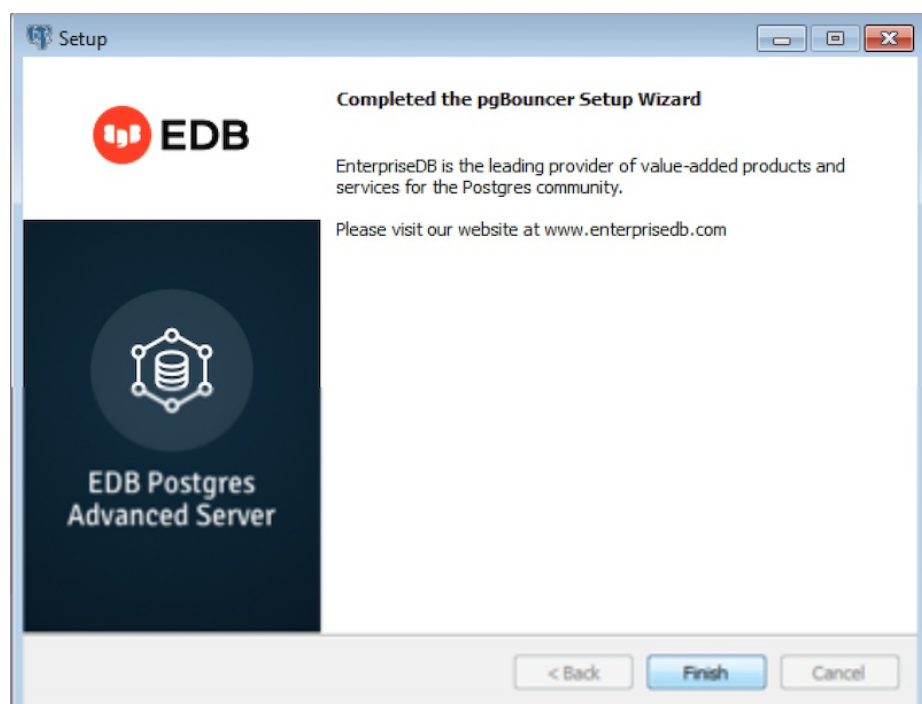 Setup
EDB
Completed the pgBouncer Setup Wizard
EnterpriseDB is the leading provider of value-added products and
services for the Postgres community.
Please visit our website at www.enterprisedb.com
EDB Postgres
Advanced Server
< Back
Finish
Cancel